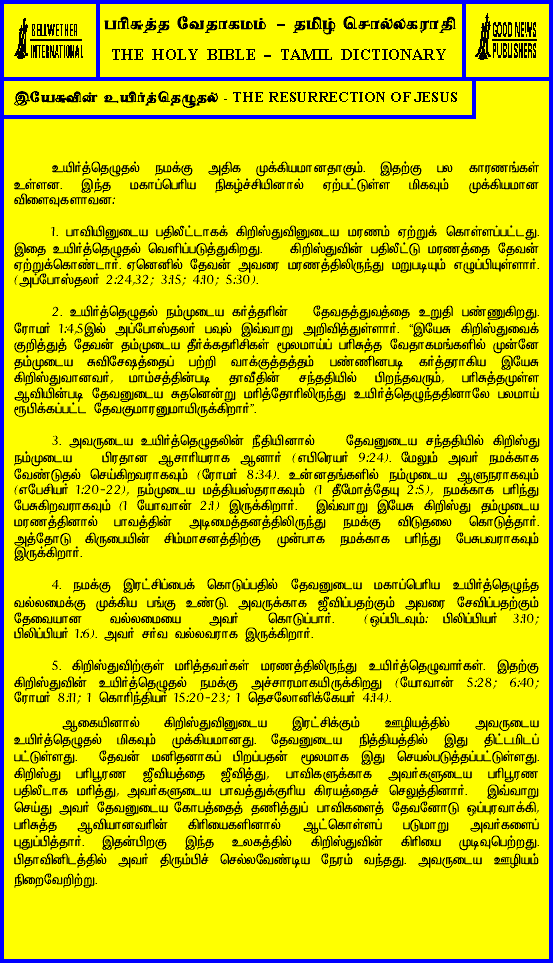 BELLWETHER
INTERNATIONAL
பரிசுத்த வேதாகமம் – தமிழ் சொல்லகராதி
THE HOLY BIBLE – TAMIL DICTIONARY
GOOD NEWS
PUBLISHERS
இயேசுவின் உயிர்த்தெழுதல் - THE RESURRECTION OF JESUS
உயிர்த்தெழுதல் நமக்கு அதிக முக்கியமானதாகும். இதற்கு பல காரணங்கள்
உள்ளன. இந்த மகாப்பெரிய நிகழ்ச்சியினால் ஏற்பட்டுள்ள மிகவும் முக்கியமான
விளைவுகளாவன:
1. பாவியினுடைய பதிலீட்டாகக் கிறிஸ்துவினுடைய மரணம் ஏற்றுக் கொள்ளப்பட்டது.
இதை உயிர்த்தெழுதல் வெளிப்படுத்துகிறது. கிறிஸ்துவின் பதிலீட்டு மரணத்தை தேவன்
ஏற்றுக்கொண்டார். ஏனெனில் தேவன் அவரை மரணத்திலிருந்து மறுபடியும் எழுப்பியுள்ளார்.
(அப்போஸ்தலர் 2:24,32; 3:15; 4:10; 5:30).
2. உயிர்த்தெழுதல் நம்முடைய கர்த்தரின் தேவதத்துவத்தை உறுதி பண்ணுகிறது.
ரோமர் 1:4,5இல் அப்போஸ்தலர் பவுல் இவ்வாறு அறிவித்துள்ளார். “இயேசு கிறிஸ்துவைக்
குறித்துத் தேவன் தம்முடைய தீர்க்கதரிசிகள் மூலமாய்ப் பரிசுத்த வேதாகமங்களில் முன்னே
தம்முடைய சுவிசேஷத்தைப் பற்றி வாக்குத்தத்தம் பண்ணினபடி கர்த்தராகிய இயேசு
கிறிஸ்துவானவர், மாம்சத்தின்படி தாவீதின் சந்ததியில் பிறந்தவரும், பரிசுத்தமுள்ள
ஆவியின்படி தேவனுடைய சுதனென்று மரித்தோரிலிருந்து உயிர்த்தெழுந்ததினாலே பலமாய்
ரூபிக்கப்பட்ட தேவகுமாரனுமாயிருக்கிறார்”.
3. அவருடைய உயிர்த்தெழுதலின் நீதியினால் தேவனுடைய சந்ததியில் கிறிஸ்து
நம்முடைய பிரதான ஆசாரியராக ஆனார் (எபிரெயர் 9:24). மேலும் அவர் நமக்காக
வேண்டுதல் செய்கிறவராகவும் (ரோமர் 8:34). உன்னதங்களில் நம்முடைய ஆளுநராகவும்
(எபேசியர் 1:20-22), நம்முடைய மத்தியஸ்தராகவும் (1 தீமோத்தேயு 2:5), நமக்காக பரிந்து
பேசுகிறவராகவும் (1 யோவான் 2:1) இருக்கிறார். இவ்வாறு இயேசு கிறிஸ்து தம்முடைய
மரணத்தினால் பாவத்தின் அடிமைத்தனத்திலிருந்து நமக்கு விடுதலை கொடுத்தார்.
அத்தோடு கிருபையின் சிம்மாசனத்திற்கு முன்பாக நமக்காக பரிந்து பேசுபவராகவும்
இருக்கிறார்.
4. நமக்கு இரட்சிப்பைக் கொடுப்பதில் தேவனுடைய மகாப்பெரிய உயிர்த்தெழுந்த
வல்லமைக்கு முக்கிய பங்கு உண்டு. அவருக்காக ஜீவிப்பதற்கும் அவரை சேவிப்பதற்கும்
தேவையான வல்லமையை அவர் கொடுப்பார். (ஒப்பிடவும்: பிலிப்பியர் 3:10;
பிலிப்பியர் 1:6). அவர் சர்வ வல்லவராக இருக்கிறார்.
5. கிறிஸ்துவிற்குள் மரித்தவர்கள் மரணத்திலிருந்து உயிர்த்தெழுவார்கள். இதற்கு
கிறிஸ்துவின் உயிர்த்தெழுதல் நமக்கு அச்சாரமாகயிருக்கிறது (யோவான் 5:28; 6:40;
ரோமர் 8:11; 1 கொரிந்தியர் 15:20-23; 1 தெசலோனிக்கேயர் 4:14).
ஆகையினால் கிறிஸ்துவினுடைய இரட்சிக்கும் ஊழியத்தில் அவருடைய
உயிர்த்தெழுதல் மிகவும் முக்கியமானது. தேவனுடைய நித்தியத்தில் இது திட்டமிடப்
பட்டுள்ளது. தேவன் மனிதனாகப் பிறப்பதன் மூலமாக இது செயல்படுத்தப்பட்டுள்ளது.
கிறிஸ்து பரிபூரண ஜீவியத்தை ஜீவித்து, பாவிகளுக்காக அவர்களுடைய பரிபூரண
பதிலீடாக மரித்து, அவர்களுடைய பாவத்துக்குரிய கிரயத்தைச் செலுத்தினார். இவ்வாறு
செய்து அவர் தேவனுடைய கோபத்தைத் தணித்துப் பாவிகளைத் தேவனோடு ஒப்புரவாக்கி,
பரிசுத்த ஆவியானவரின் கிரியைகளினால் ஆட்கொள்ளப் படுமாறு அவர்களைப்
புதுப்பித்தார். இதன்பிறகு இந்த உலகத்தில் கிறிஸ்துவின் கிரியை முடிவுபெற்றது.
பிதாவினிடத்தில் அவர் திரும்பிச் செல்லவேண்டிய நேரம் வந்தது. அவருடைய ஊழியம்
நிறைவேறிற்று.